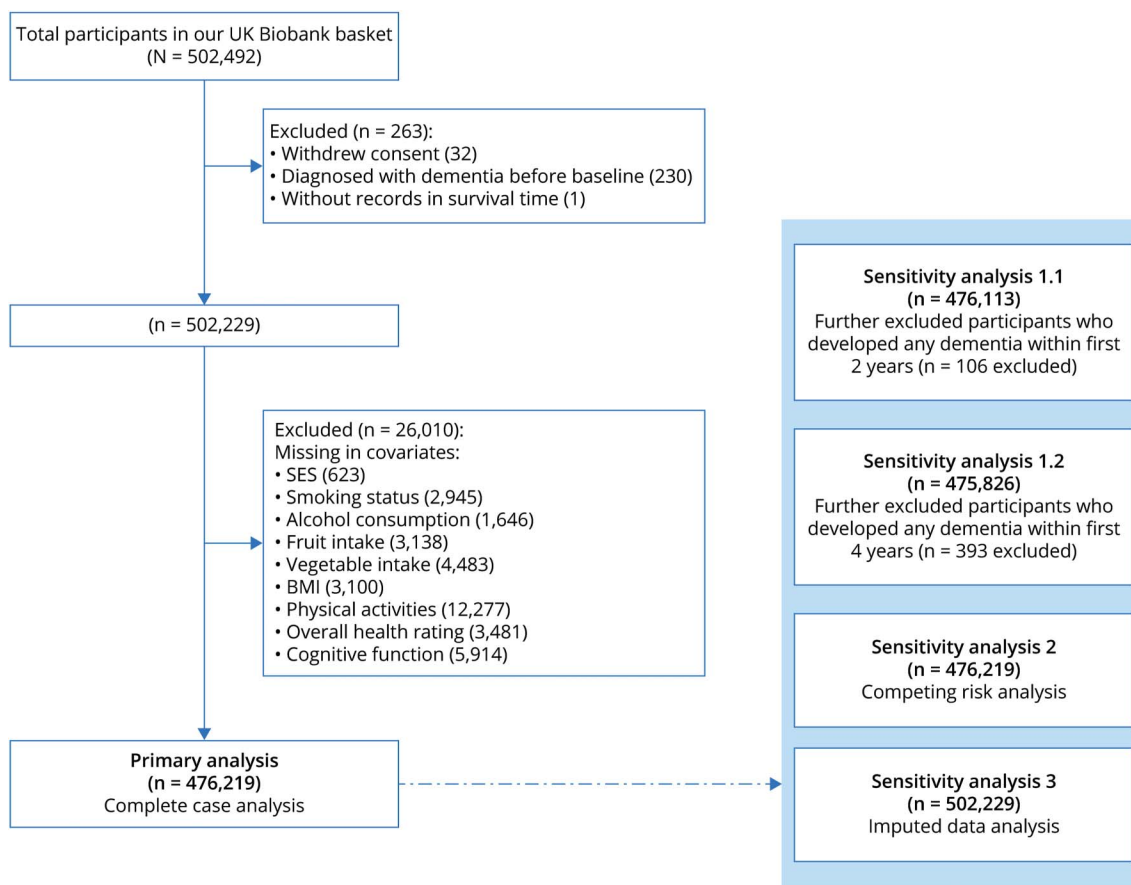 Total participants in our UK Biobank basket
(N = 502,492)
Excluded (n = 263):
• Withdrew consent (32)
• Diagnosed with dementia before baseline (230)
• Without records in survival time (1)
(n = 502,229)
Excluded (n = 26,010):
Missing in covariates:
• SES (623)
• Smoking status (2,945)
• Alcohol consumption (1,646)
• Fruit intake (3,138)
• Vegetable intake (4,483)
• BMI (3,100)
• Physical activities (12,277)
• Overall health rating (3,481)
• Cognitive function (5,914)
Primary analysis
(n = 476,219)
Complete case analysis
Sensitivity analysis 1.1
(n = 476,113)
Further excluded participants who
developed any dementia within first
2 years (n = 106 excluded)
Sensitivity analysis 1.2
(n = 475,826)
Further excluded participants who
developed any dementia within first
4 years (n = 393 excluded)
Sensitivity analysis 2
(n = 476,219)
Competing risk analysis
Sensitivity analysis 3
(n = 502,229)
Imputed data analysis